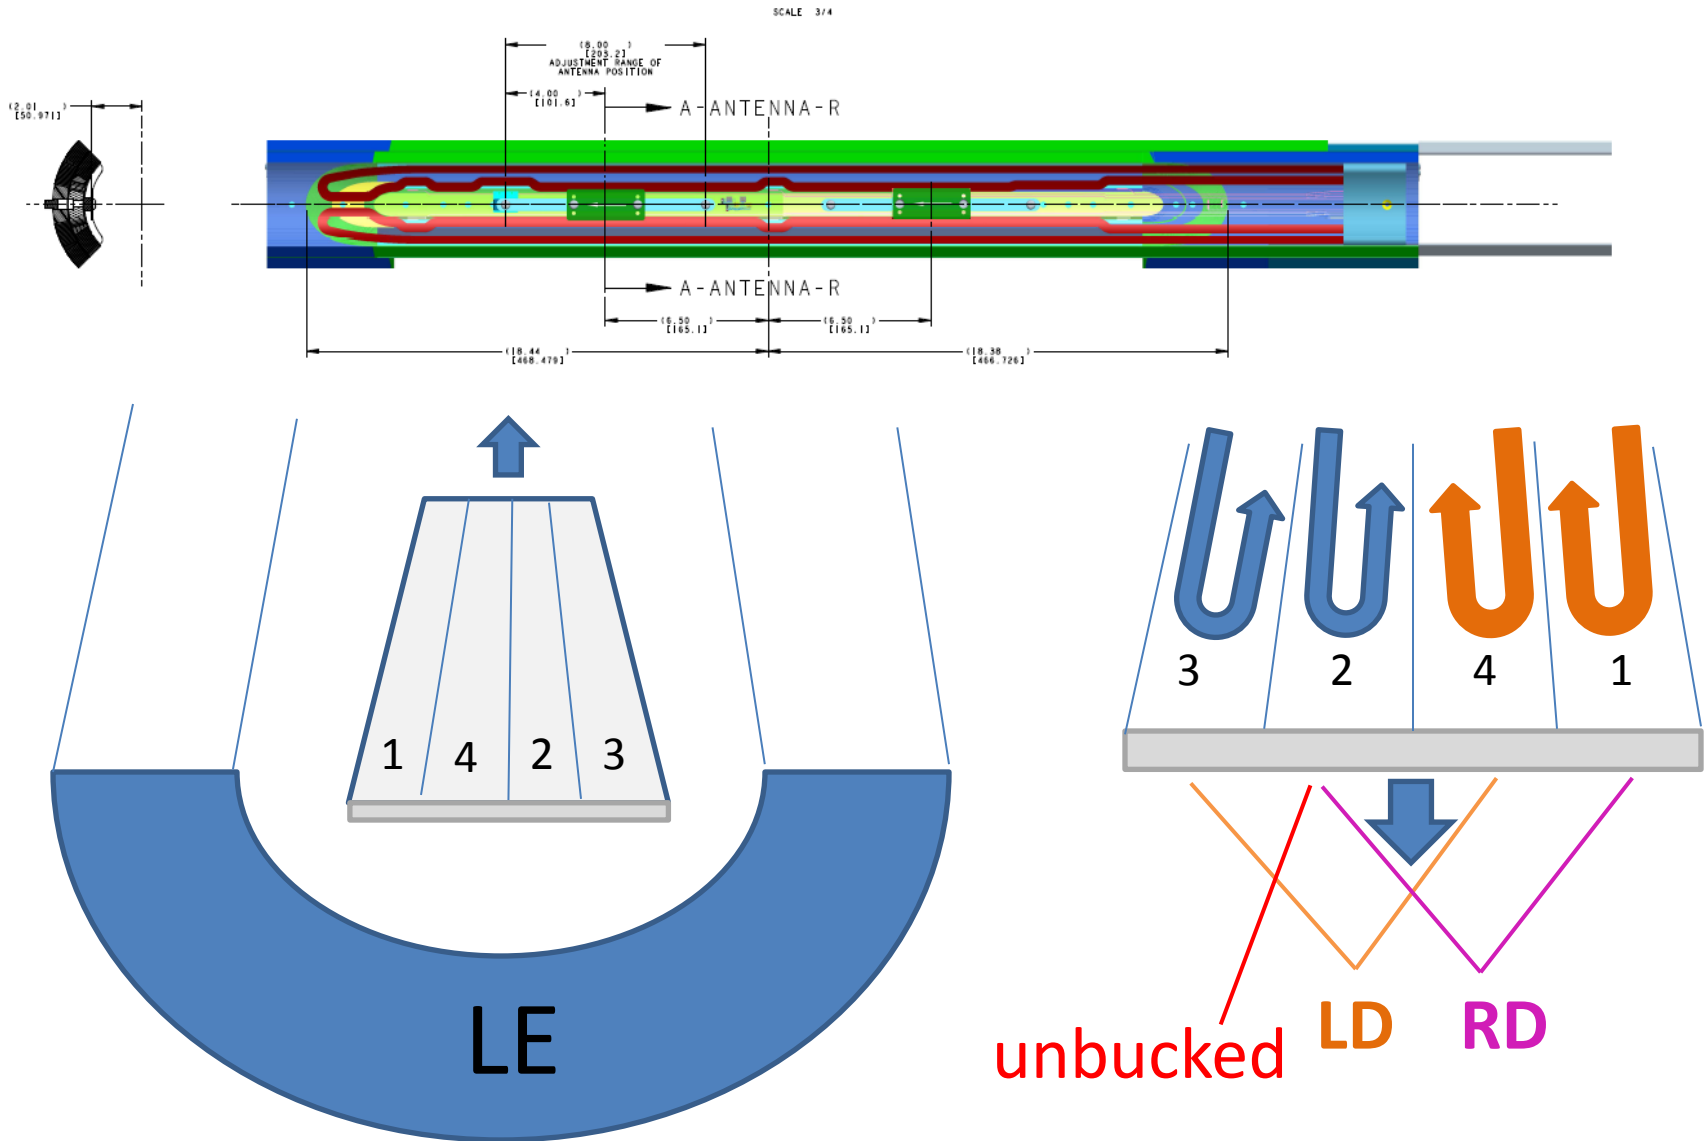 SCALE 3/4
(8.00 )
[203.2]
ADJUSTMENT RANGE OF
ANTENNA POSITION
(4.00 )
[101.6]
A-ANTENNA-R
(2.01 )
[50.971]
A-ANTENNA-R
(6.50 )
[165.1]
(6.50 )
[165.1]
(18.44 )
[468.479]
(18.38 )
[466.726]
1 4 2 3
LE
3 2 4 1
unbucked
LD RD